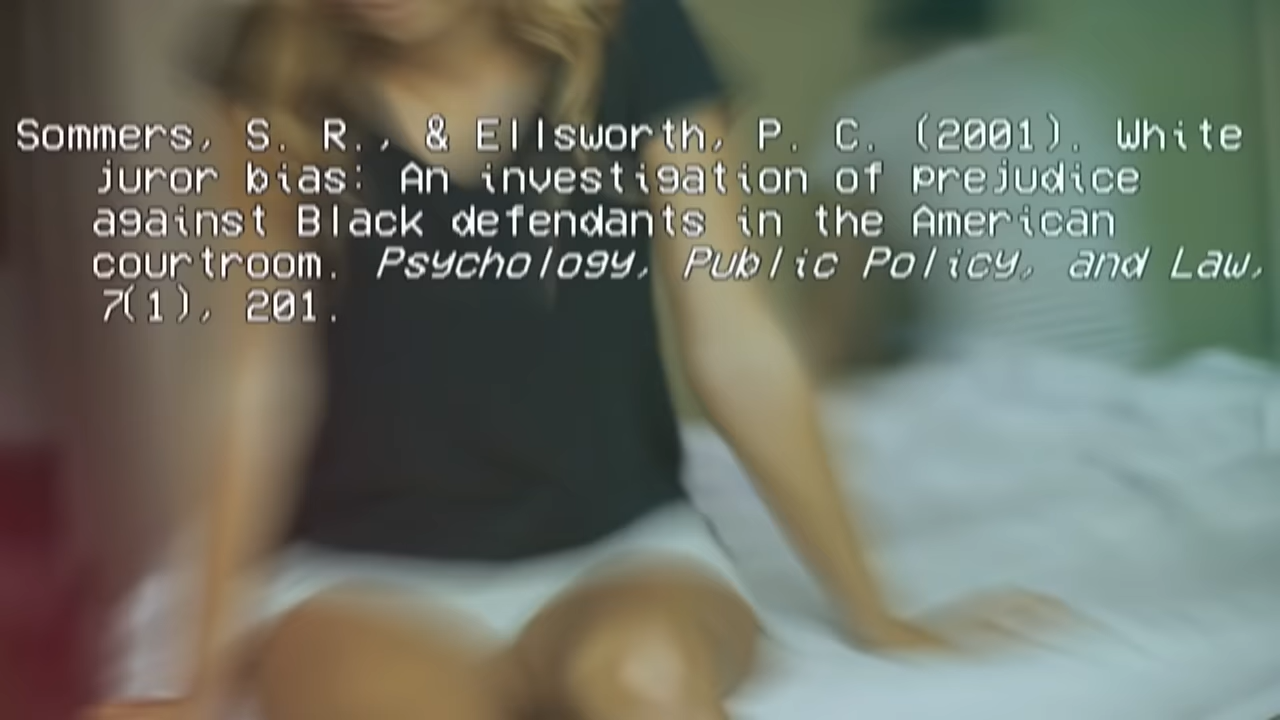 Sommers, S. R., & Ellsworth, P. C. (2001). White
juror bias: An investigation of prejudice
against Black defendants in the American
courtroom. Psychology, Public Policy, and Law,
7(1), 201.